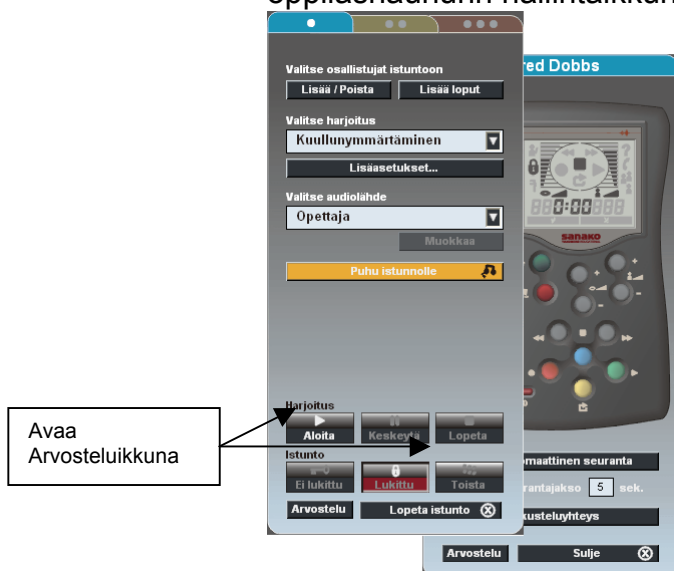 Valitse osallistujat istuntoon
Lisää / Poista
Lisää loput
Valitse harjoitus
Kuullunymmärtäminen
Lisäasetukset...
Valitse audiolähde
Opettaja
Muokkaa
Puhu istunnolle
Harjoitus
Aloita
Keskeytä
Lopeta
Istunto
Ei lukittu
Lukittu
Toista
Arvostelu
Lopeta istunto
Avaa
Arvosteluikkuna
red Dobbs
0:00
sanako
omaattinen seuranta
rantajakso 5 sek.
kusteluyhteys
Arvostelu
Sulje